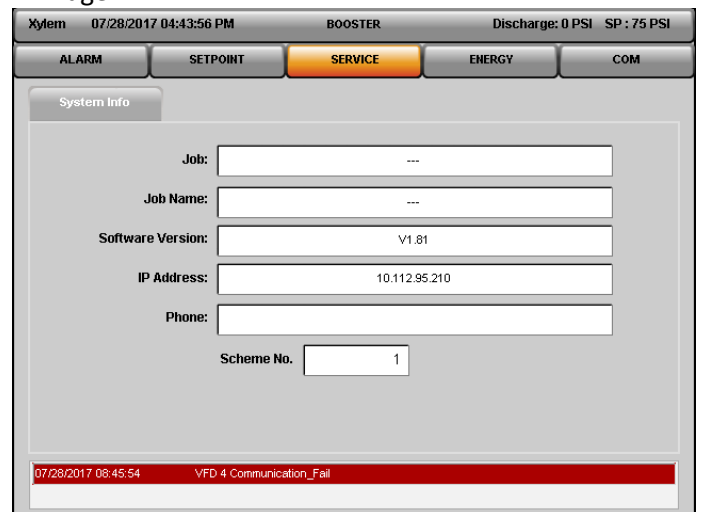 Xylem 07/28/2017 04:43:56 PM BOOSTER Discharge: 0 PSI SP : 75 PSI
ALARM SETPOINT SERVICE ENERGY COM
System Info
Job: ---
Job Name: ---
Software Version: V1.81
IP Address: 10.112.95.210
Phone:
Scheme No. 1
07/28/2017 08:45:54 VFD 4 Communication_Fail